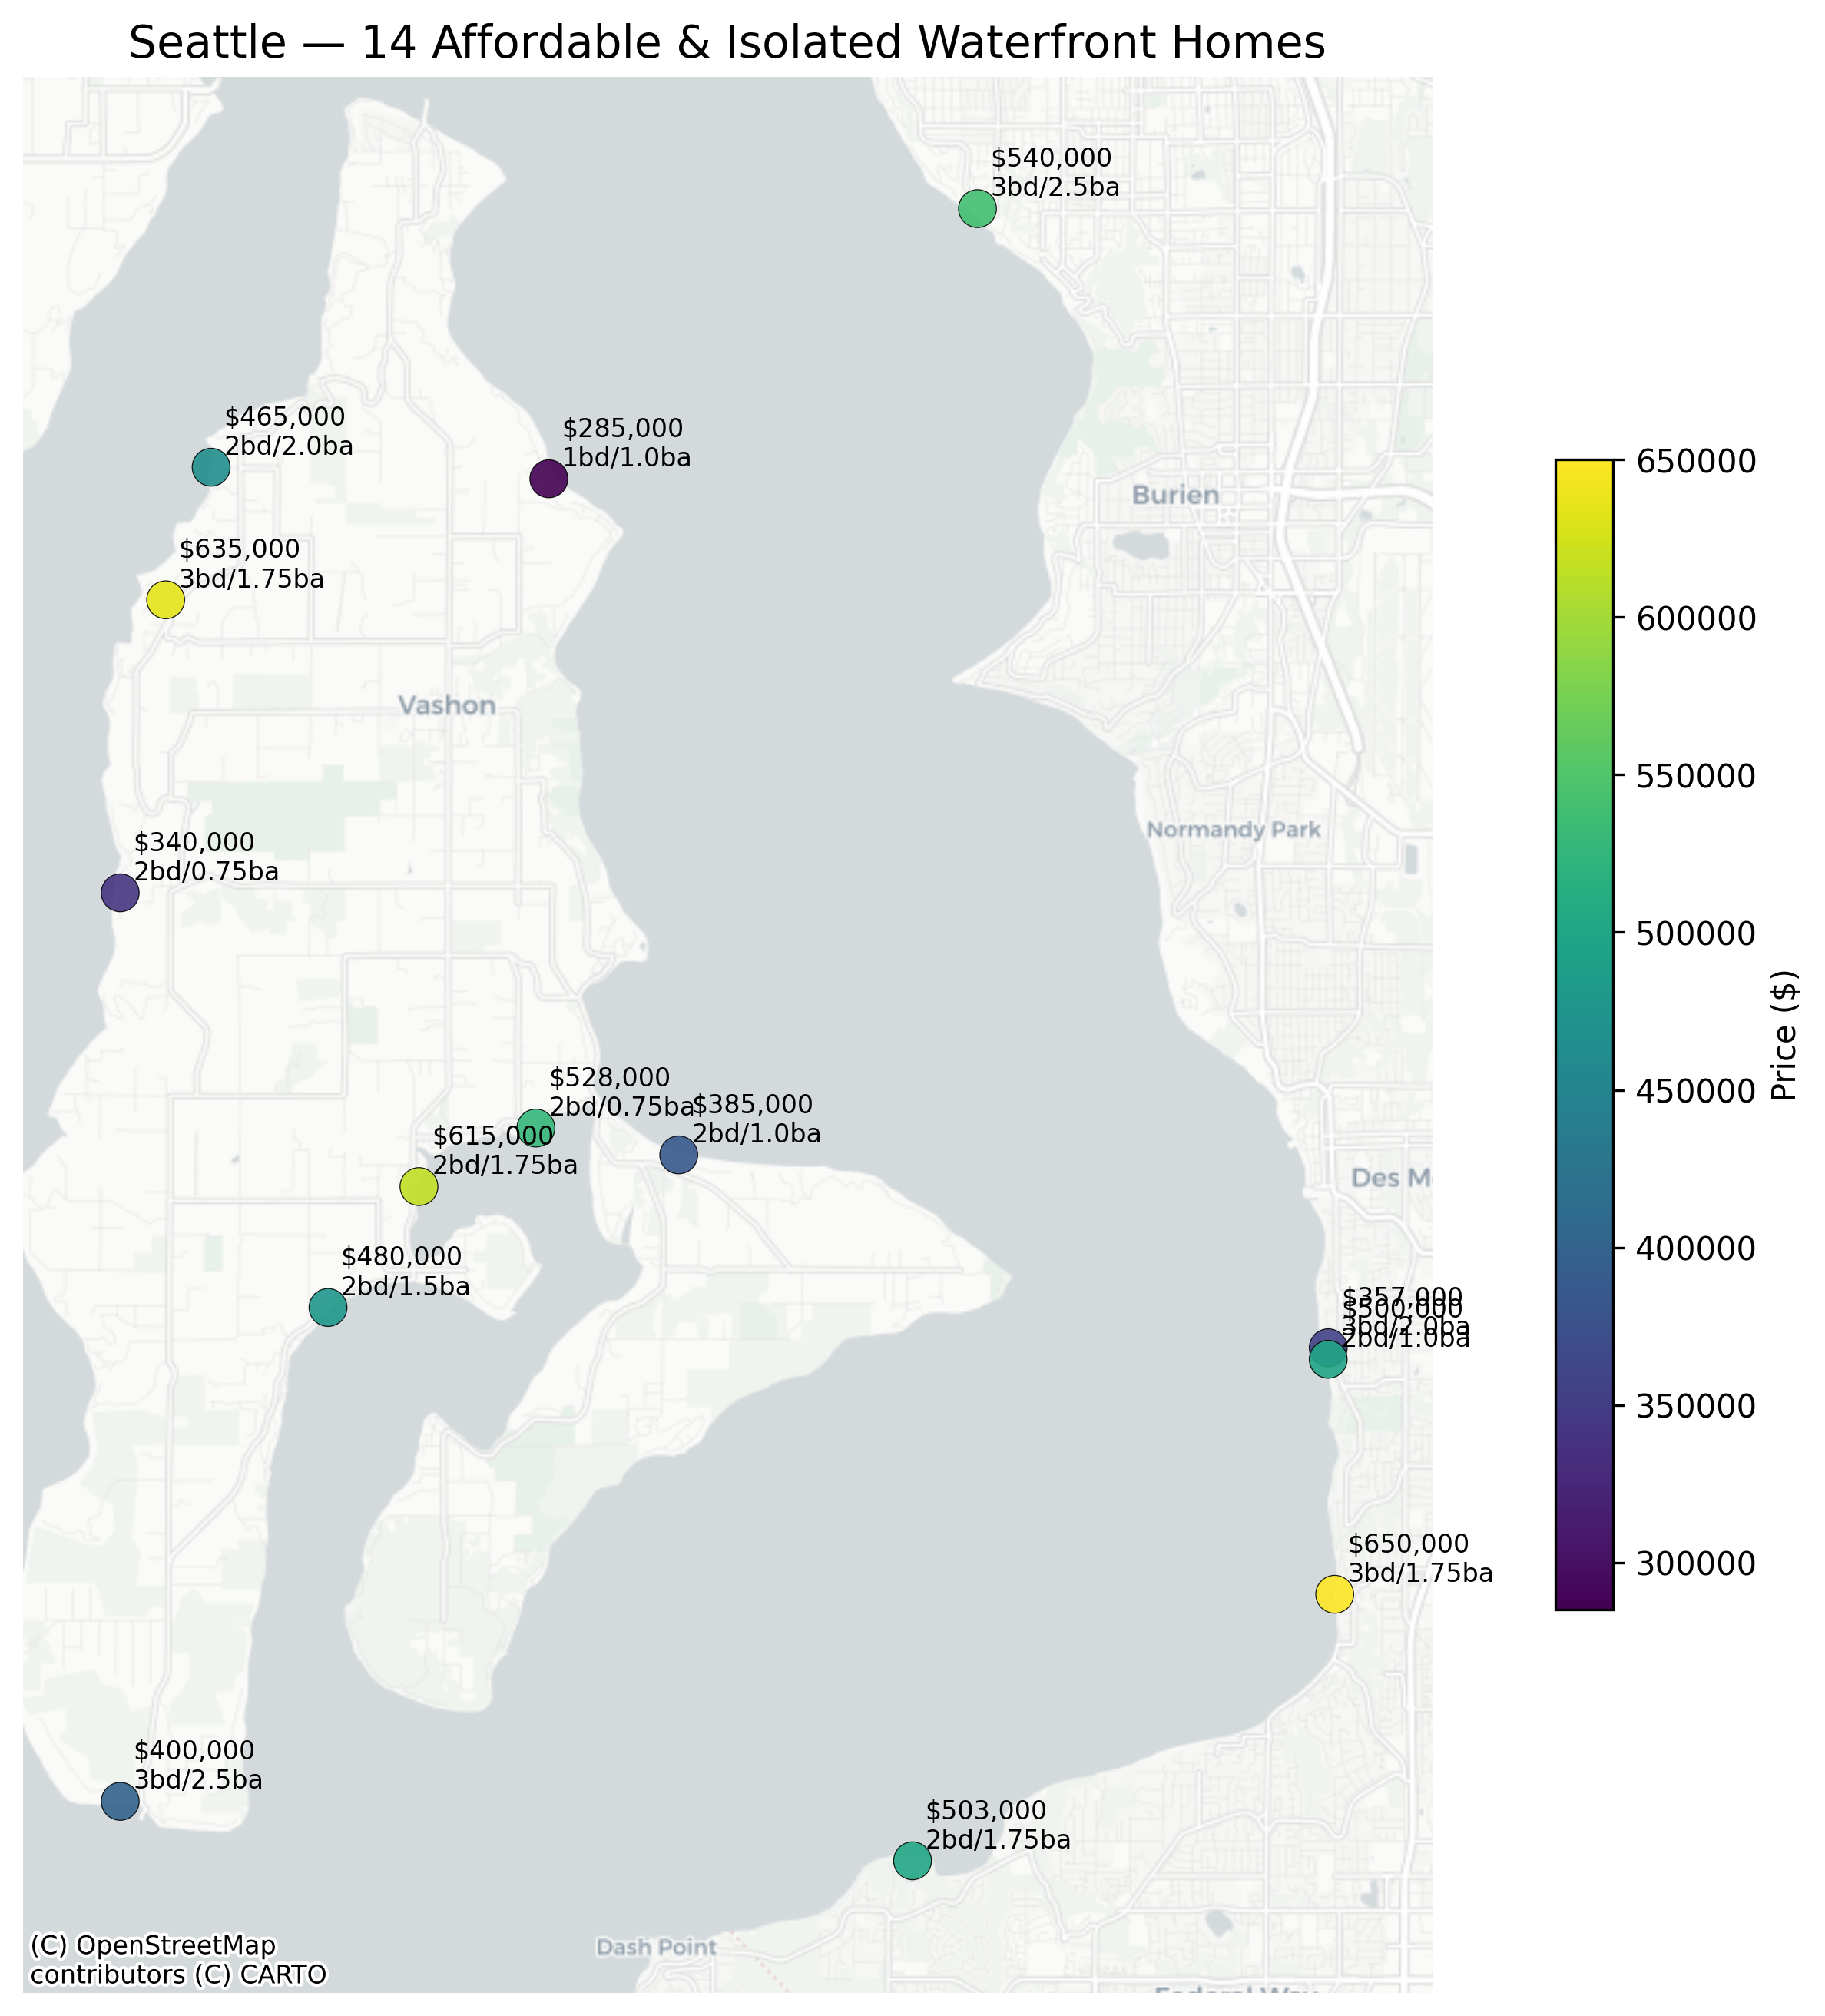 Seattle — 14 Affordable & Isolated Waterfront Homes
$540,000
3bd/2.5ba
$465,000
2bd/2.0ba
$285,000
1bd/1.0ba
650000
Burien
$635,000
3bd/1.75ba
600000
Vashon
550000
Normandy Park
$340,000
2bd/0.75ba
500000
Price ($)
$528,000
2bd/0.75ba
$385,000
2bd/1.0ba
450000
$615,000
2bd/1.75ba
Des M
$480,000
2bd/1.5ba
400000
$357,000
3bd/2.0ba
$500,000
2bd/1.0ba
350000
$650,000
3bd/1.75ba
300000
$400,000
3bd/2.5ba
$503,000
2bd/1.75ba
(C) OpenStreetMap
contributors (C) CARTO
Dash Point
Federal Way